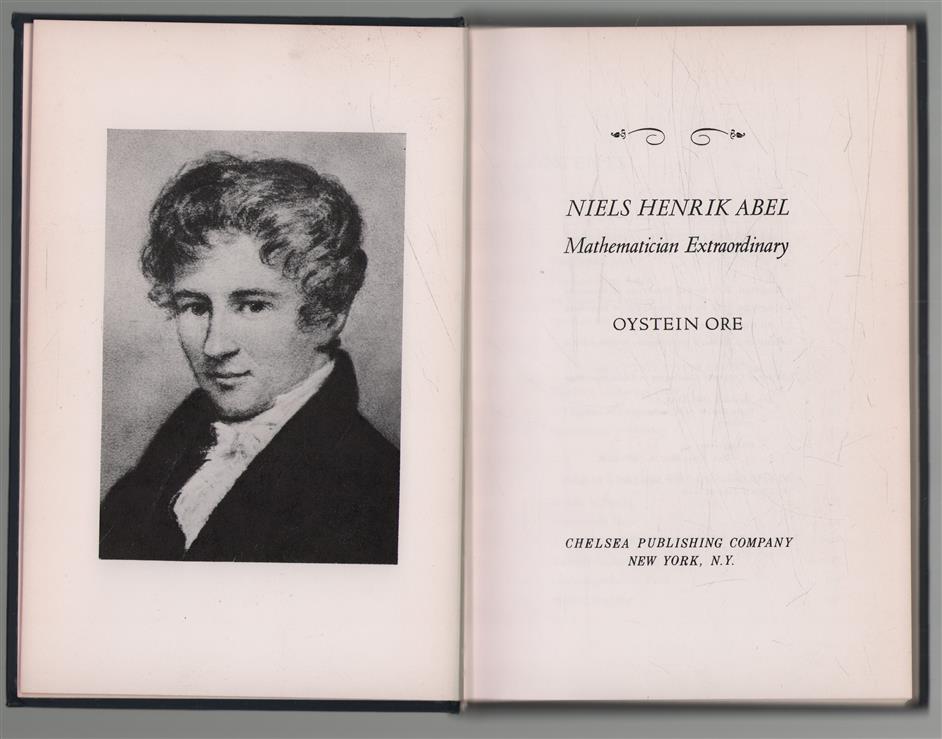 NIELS HENRIK ABEL
Mathematician Extraordinary
OYSTEIN ORE
CHELSEA PUBLISHING COMPANY
NEW YORK, N.Y.